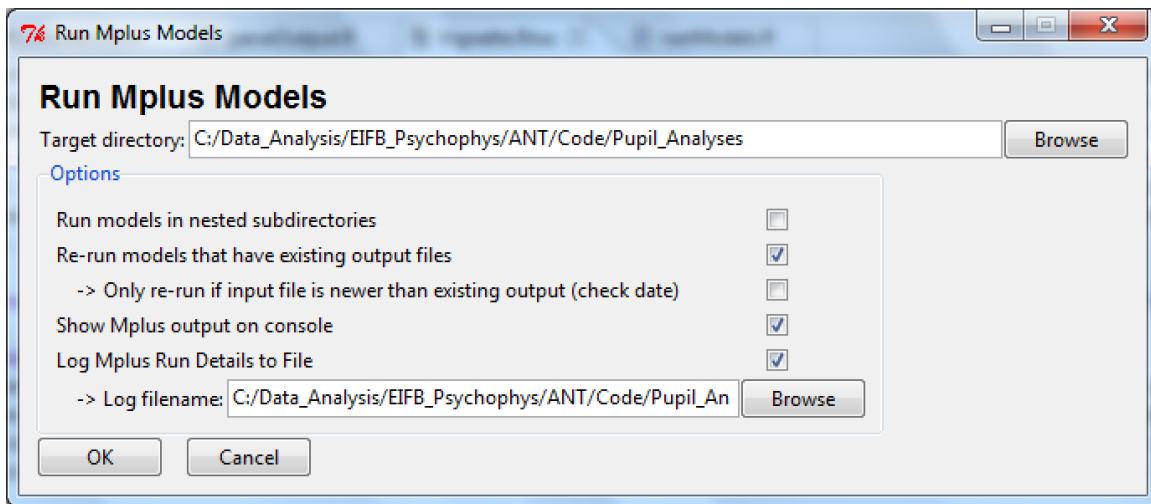 Run Mplus Models
Run Mplus Models
Target directory: C:/Data_Analysis/EIFB_Psychophys/ANT/Code/Pupil_Analyses Browse
Options
Run models in nested subdirectories
Re-run models that have existing output files
-> Only re-run if input file is newer than existing output (check date)
Show Mplus output on console
Log Mplus Run Details to File
-> Log filename: C:/Data_Analysis/EIFB_Psychophys/ANT/Code/Pupil_An Browse
OK Cancel